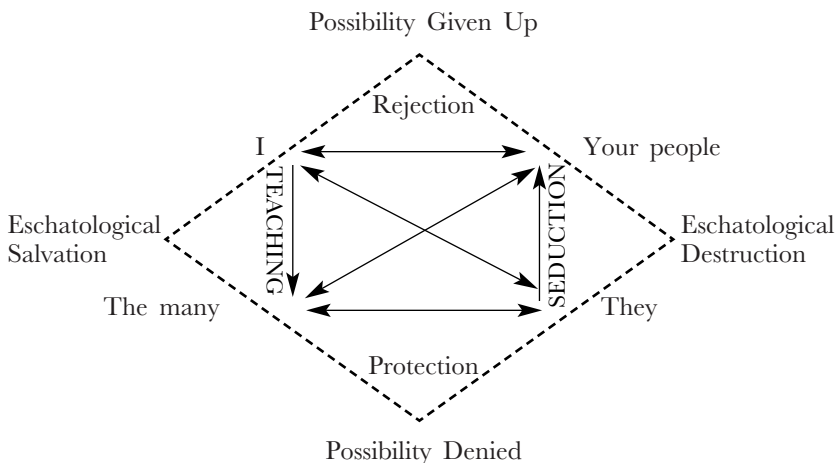 Possibility Given Up
Rejection
I
Your people
TEACHING
SEDUCTION
Eschatological
Salvation
Eschatological
Destruction
The many
They
Protection
Possibility Denied